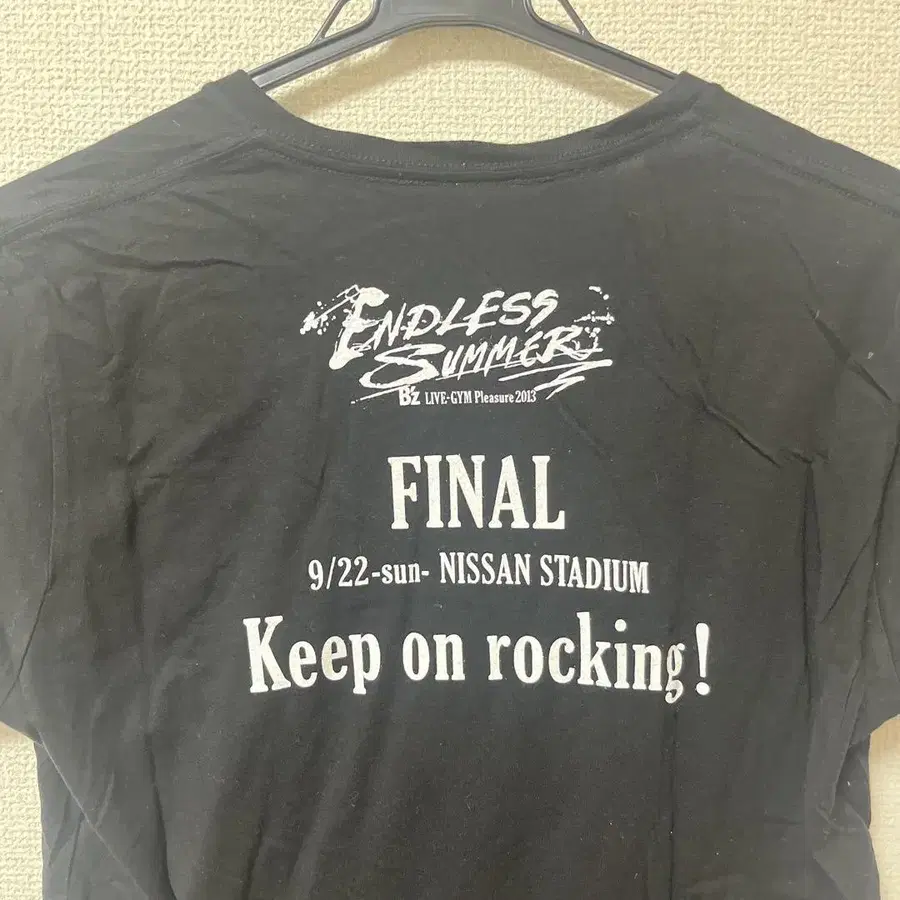 ENDLESS
SUMMER
B'z LIVE-GYM Pleasure 2013
FINAL
9/22-sun- NISSAN STADIUM
Keep on rocking!